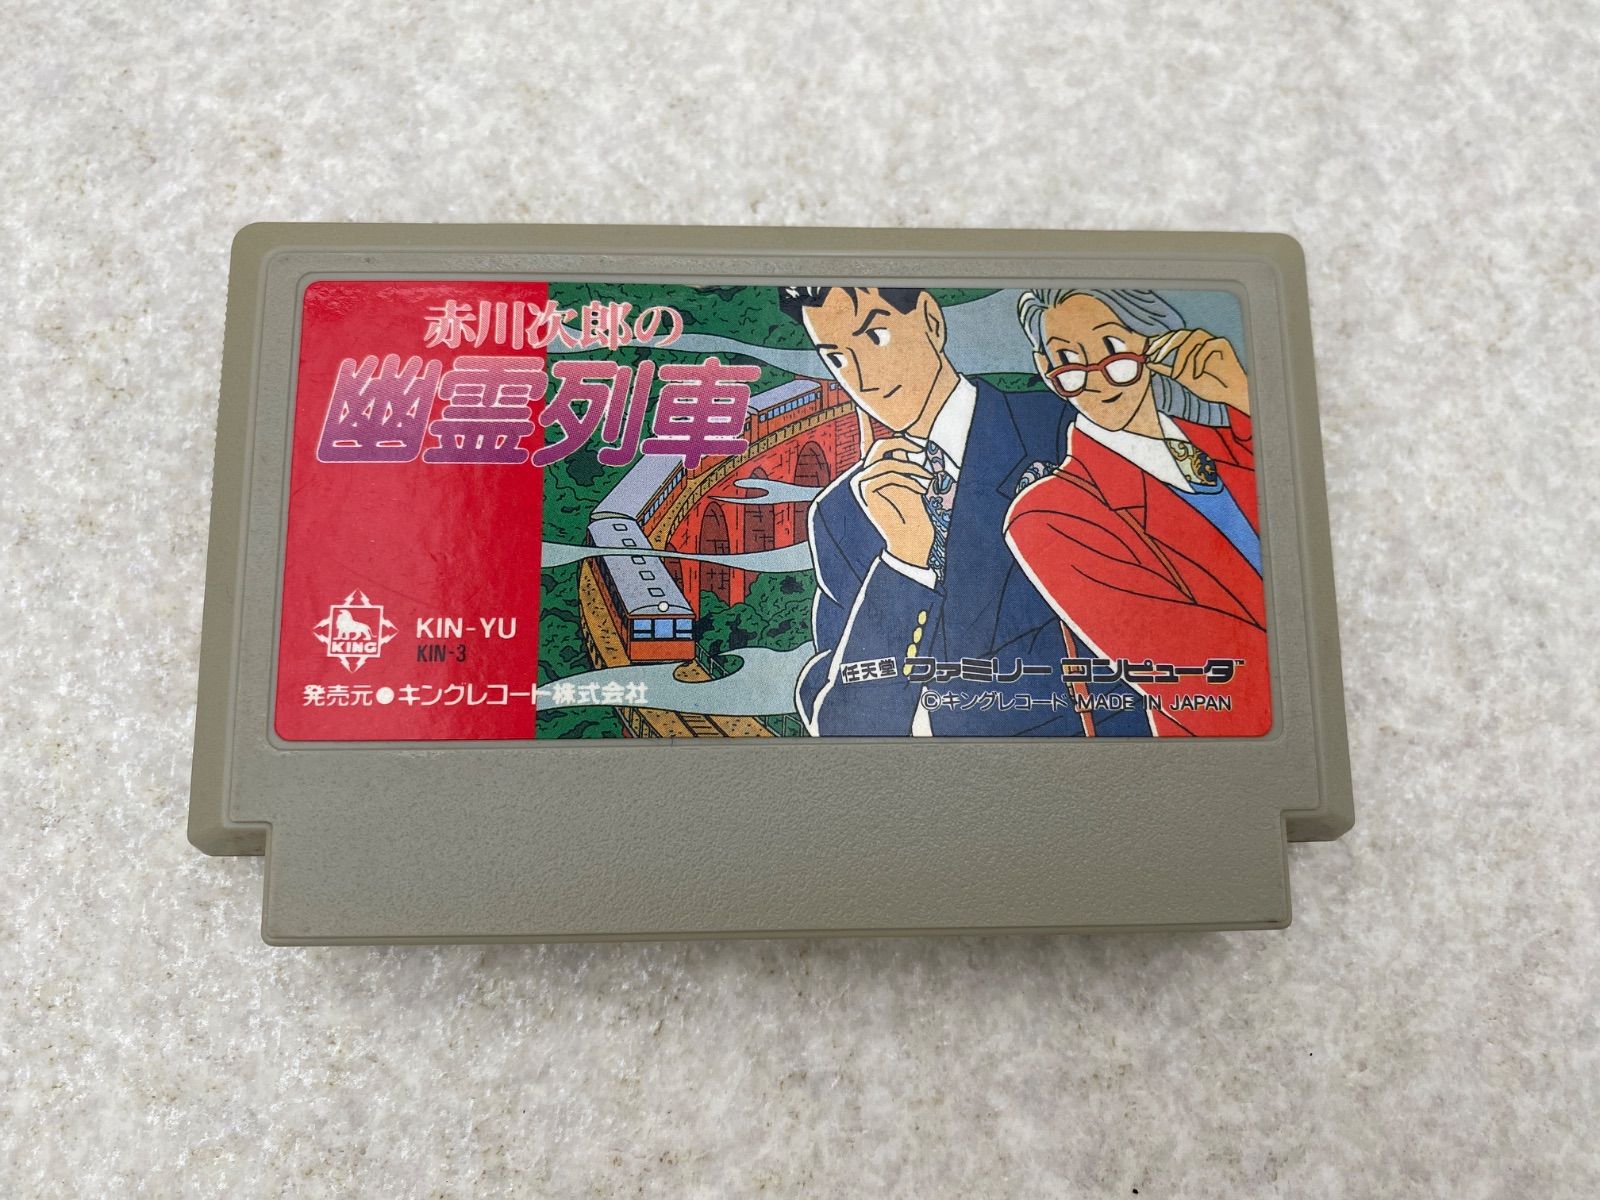 赤川次郎の
幽霊列車
KING
KIN-YU
KIN-3
発売元●キングレコード株式会社
任天堂 ファミリーコンピュータ™
©キングレコード MADE IN JAPAN